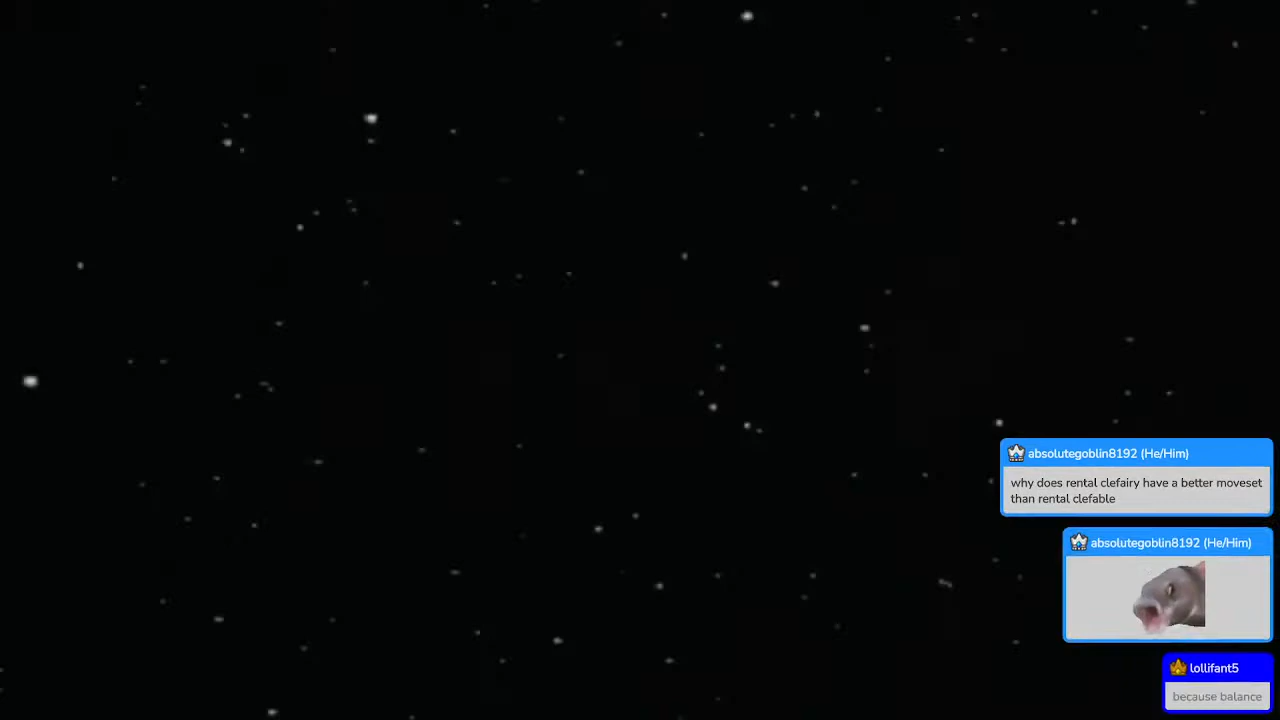 absolutegoblin8192 (He/Him)
why does rental clefairy have a better moveset
than rental clefable
absolutegoblin8192 (He/Him)
lollifant5
because balance